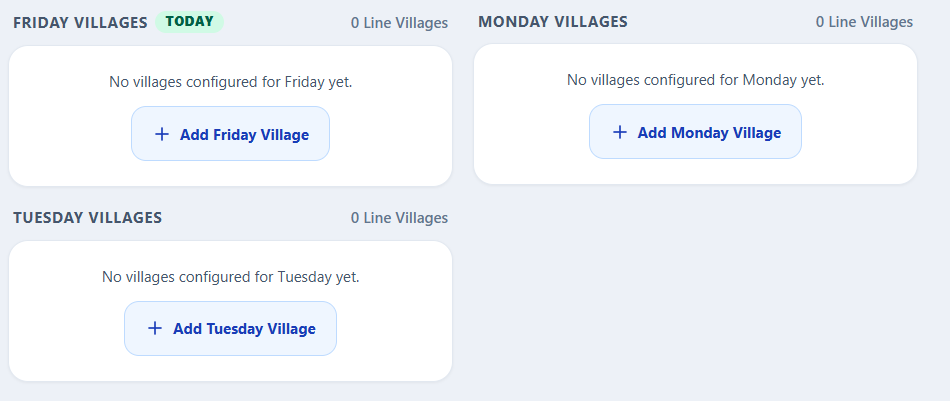 FRIDAY VILLAGES TODAY 0 Line Villages
No villages configured for Friday yet.
+ Add Friday Village
MONDAY VILLAGES 0 Line Villages
No villages configured for Monday yet.
+ Add Monday Village
TUESDAY VILLAGES 0 Line Villages
No villages configured for Tuesday yet.
+ Add Tuesday Village